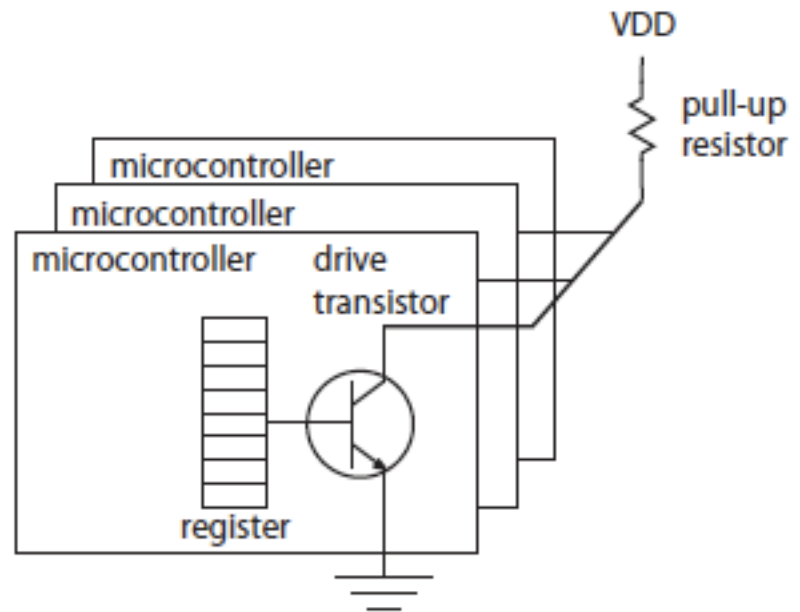 VDD
pull-up
resistor
microcontroller
microcontroller
microcontroller
drive
transistor
register